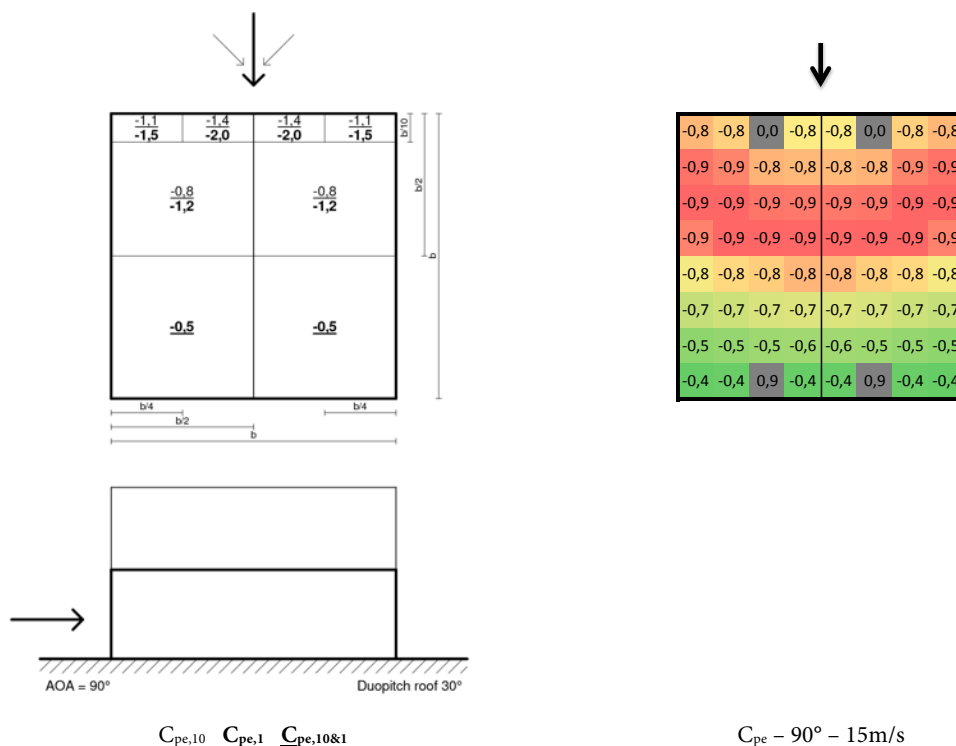 -1,1 -1,4 -1,4 -1,1
-1,5 -2,0 -2,0 -1,5
b/10
-0,8 -0,8
-1,2 -1,2
b/2
b
-0,5 -0,5
b/4 b/4
b/2
b
AOA = 90° Duopitch roof 30°
Cpe,10 Cpe,1 Cpe,10&1
-0,8 -0,8 0,0 -0,8 -0,8 0,0 -0,8 -0,8
-0,9 -0,9 -0,8 -0,8 -0,8 -0,8 -0,9 -0,9
-0,9 -0,9 -0,9 -0,9 -0,9 -0,9 -0,9 -0,9
-0,9 -0,9 -0,9 -0,9 -0,9 -0,9 -0,9 -0,9
-0,8 -0,8 -0,8 -0,8 -0,8 -0,8 -0,8 -0,8
-0,7 -0,7 -0,7 -0,7 -0,7 -0,7 -0,7 -0,7
-0,5 -0,5 -0,5 -0,6 -0,6 -0,5 -0,5 -0,5
-0,4 -0,4 0,9 -0,4 -0,4 0,9 -0,4 -0,4
Cpe – 90° – 15m/s